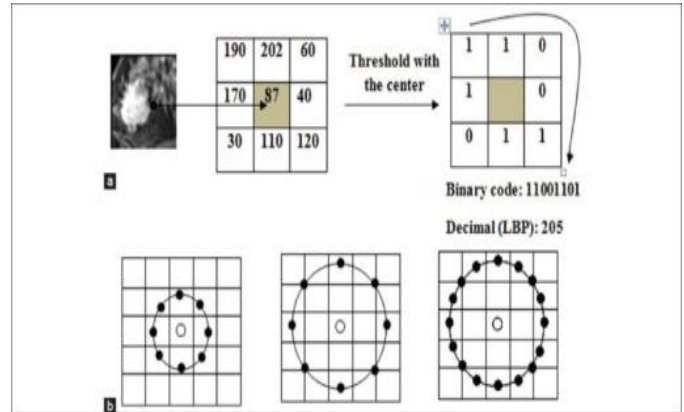 190 202 60
170 87 40
30 110 120
Threshold with
the center
1 1 0
1 0
0 1 1
a
Binary code: 11001101
Decimal (LBP): 205
b